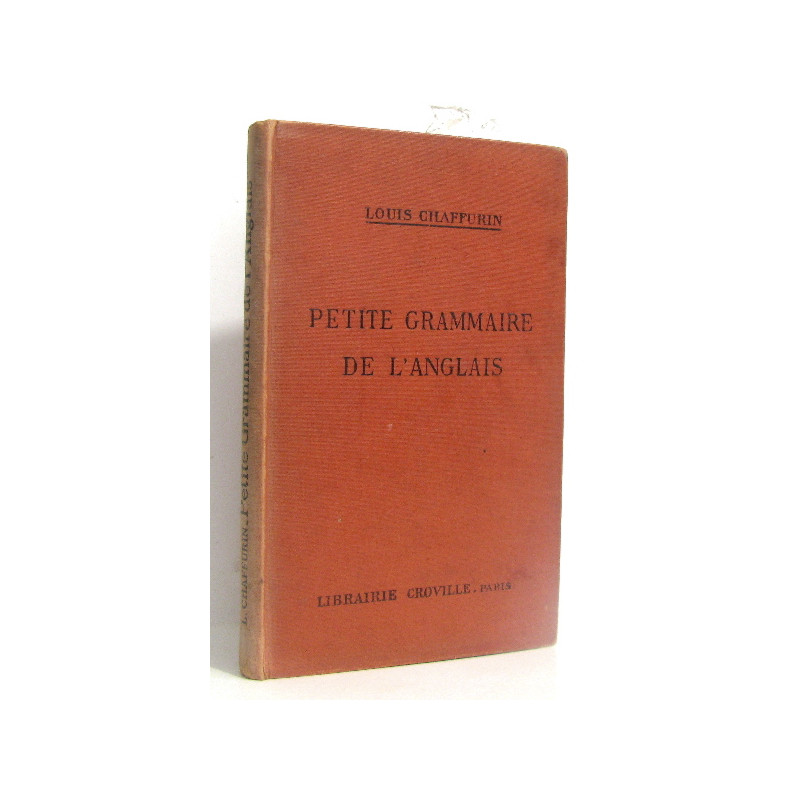 LOUIS CHAFFURIN
PETITE GRAMMAIRE
DE L'ANGLAIS
LIBRAIRIE CROVILLE. PARIS
L. CHAFFURIN. Petite Grammaire de l'Anglais